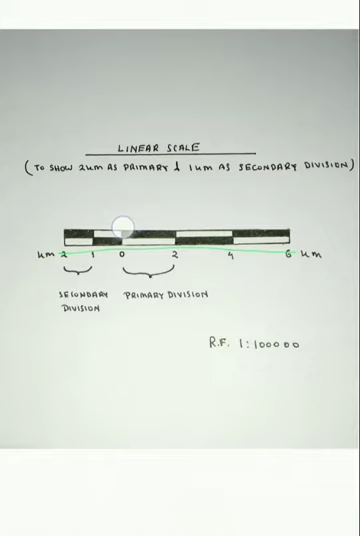 LINEAR SCALE
(TO SHOW 2km AS PRIMARY & 1km AS SECONDARY DIVISION)
km 2 1 0 2 4 6 km
SECONDARY PRIMARY DIVISION
DIVISION
R.F. 1:100000